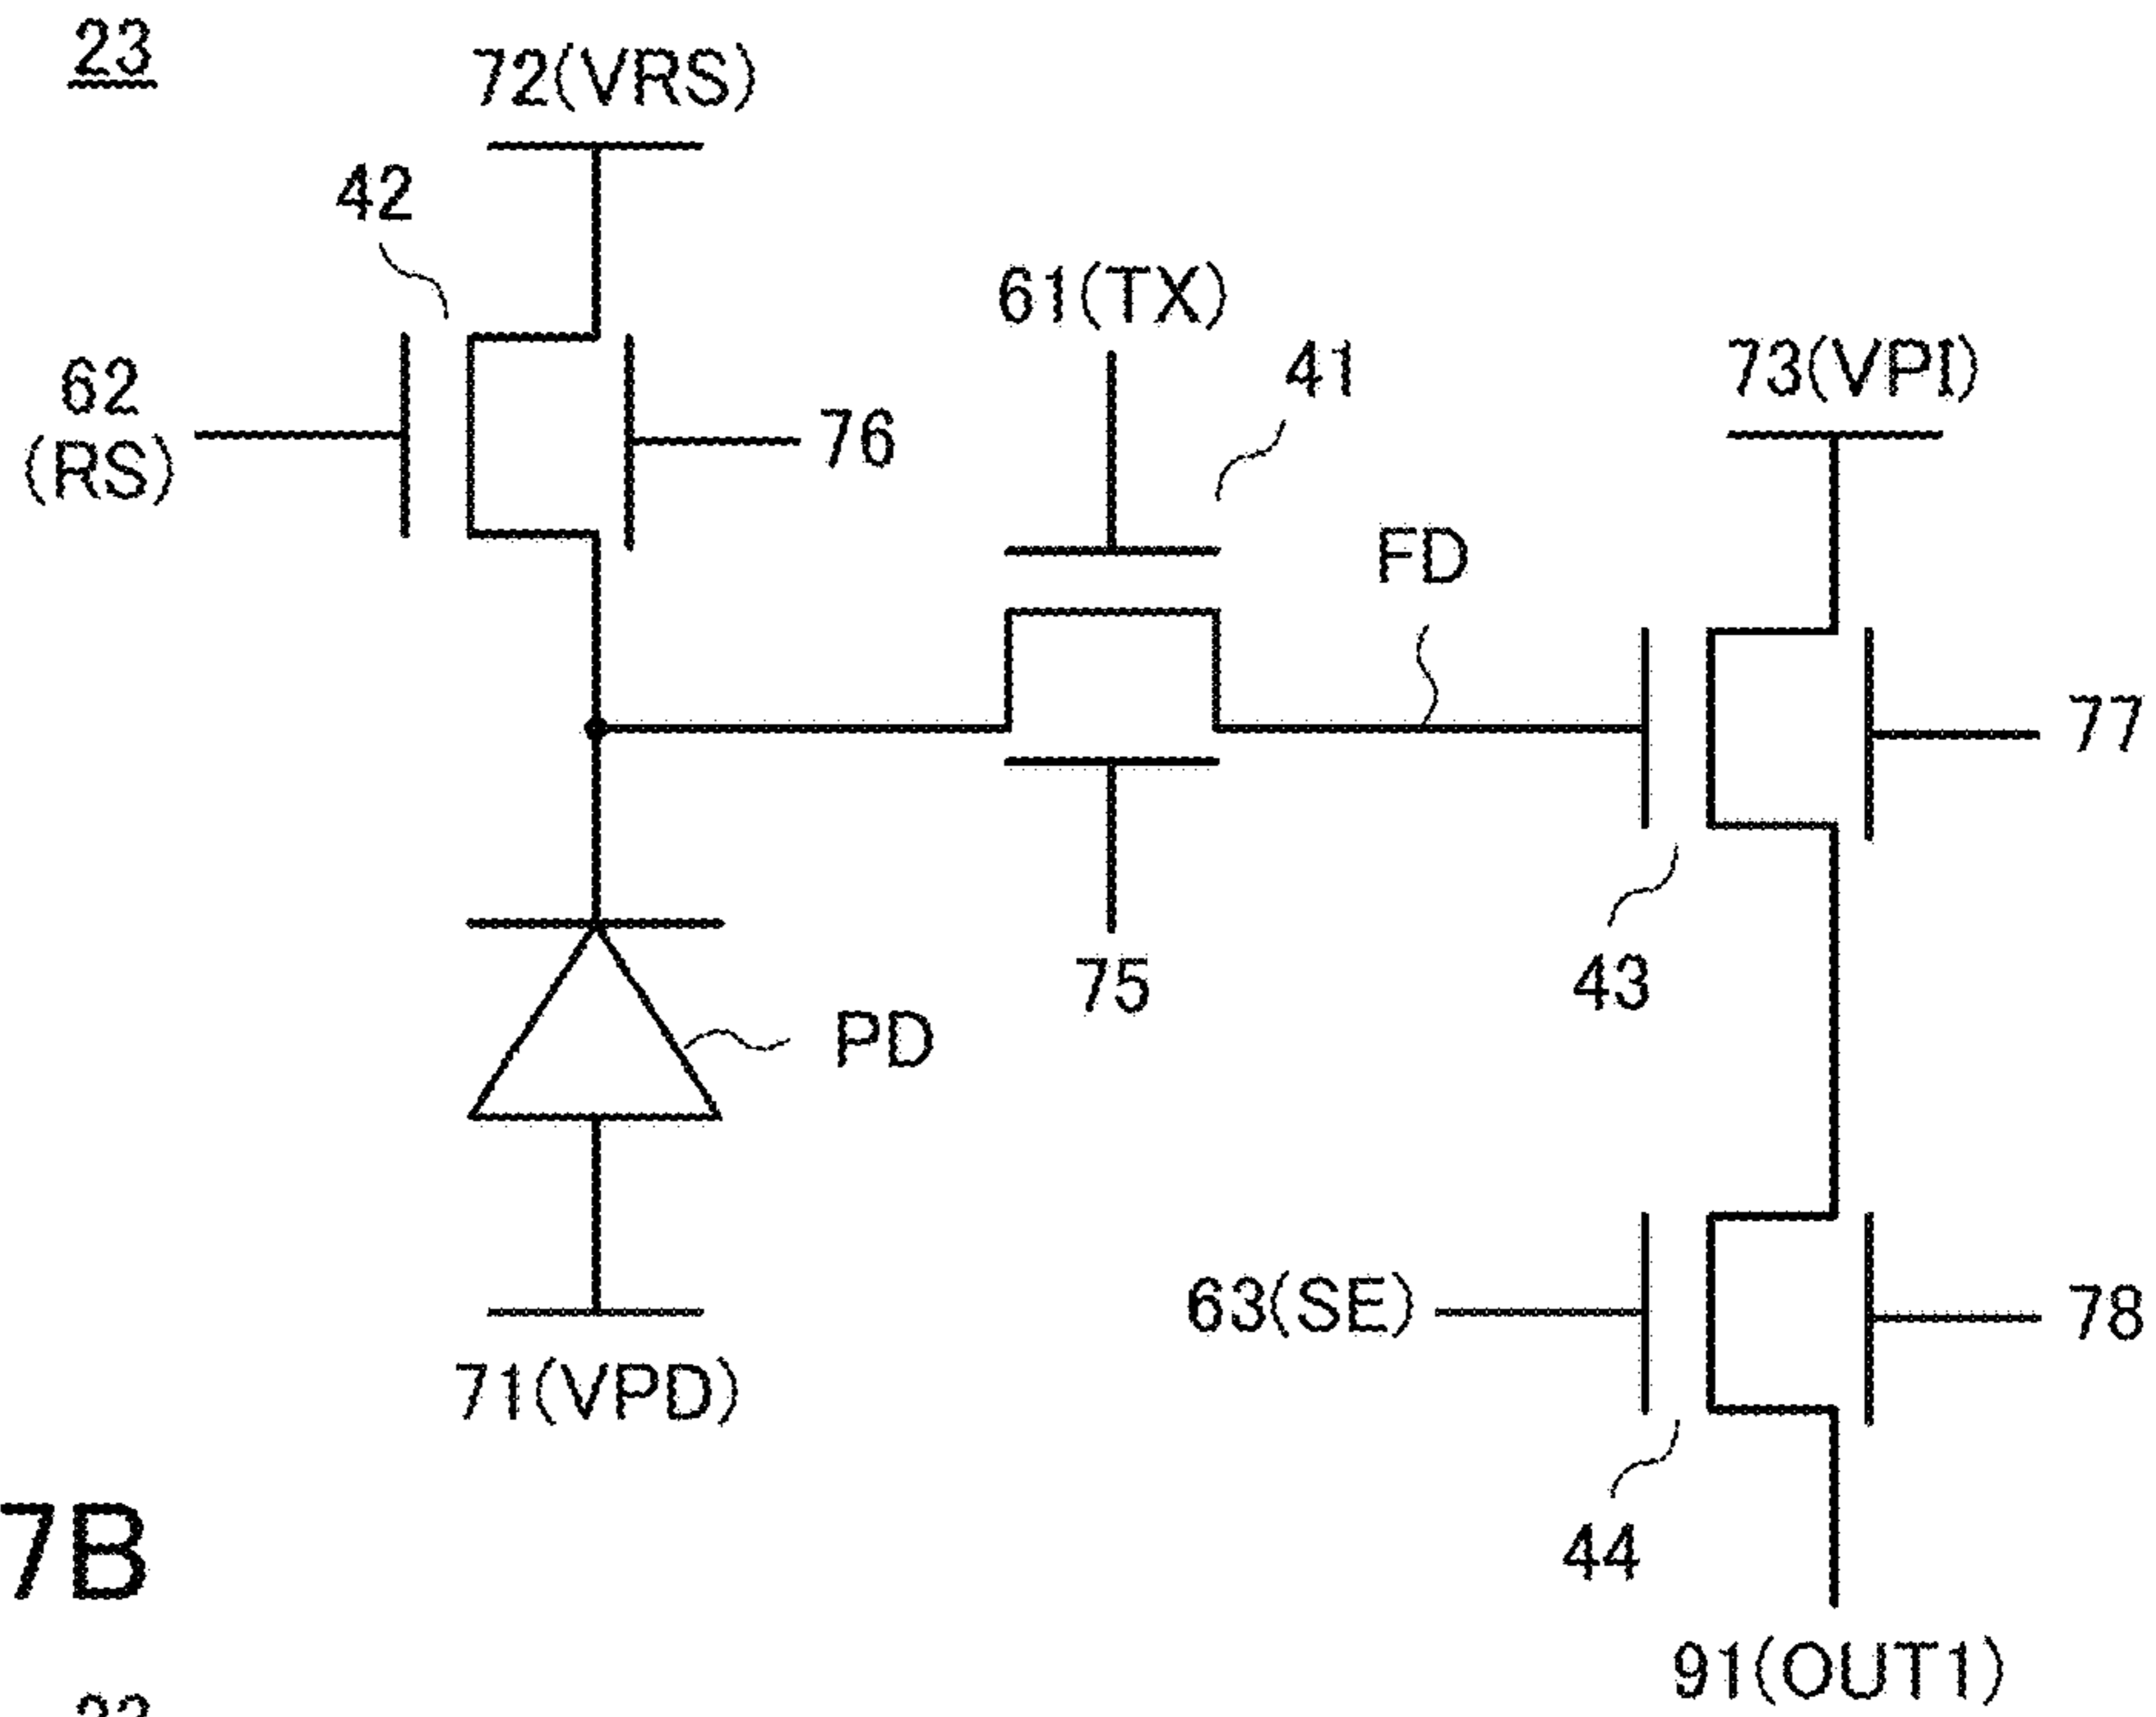 23
72(VRS)
42
61(TX)
41
73(VPI)
62
(RS)
76
FD
77
75
43
PD
63(SE)
78
71(VPD)
44
7B
91(OUT1)